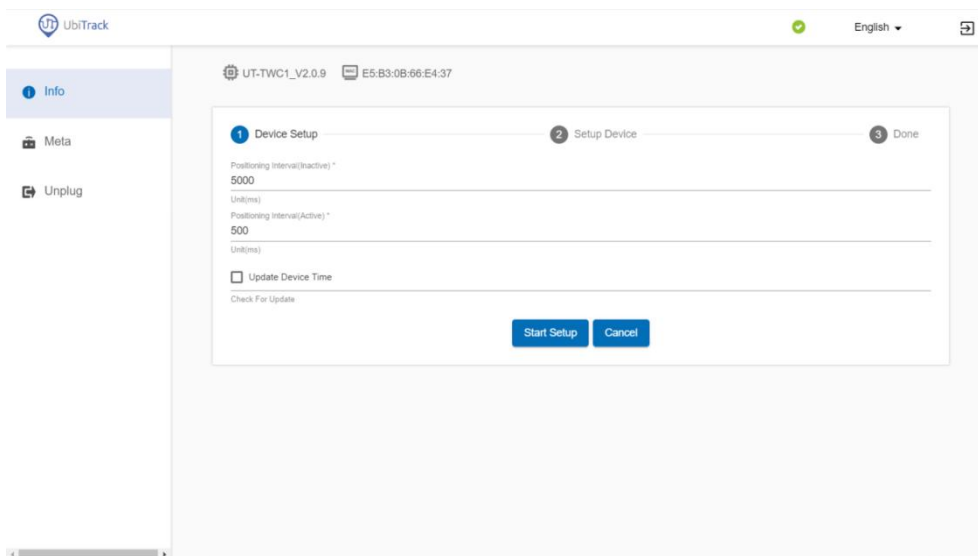 UbiTrack
English
Info
Meta
Unplug
UT-TWC1_V2.0.9 E5:B3:0B:66:E4:37
1 Device Setup 2 Setup Device 3 Done
Positioning Interval(Inactive) *
5000
Unit(ms)
Positioning Interval(Active) *
500
Unit(ms)
Update Device Time
Check For Update
Start Setup Cancel